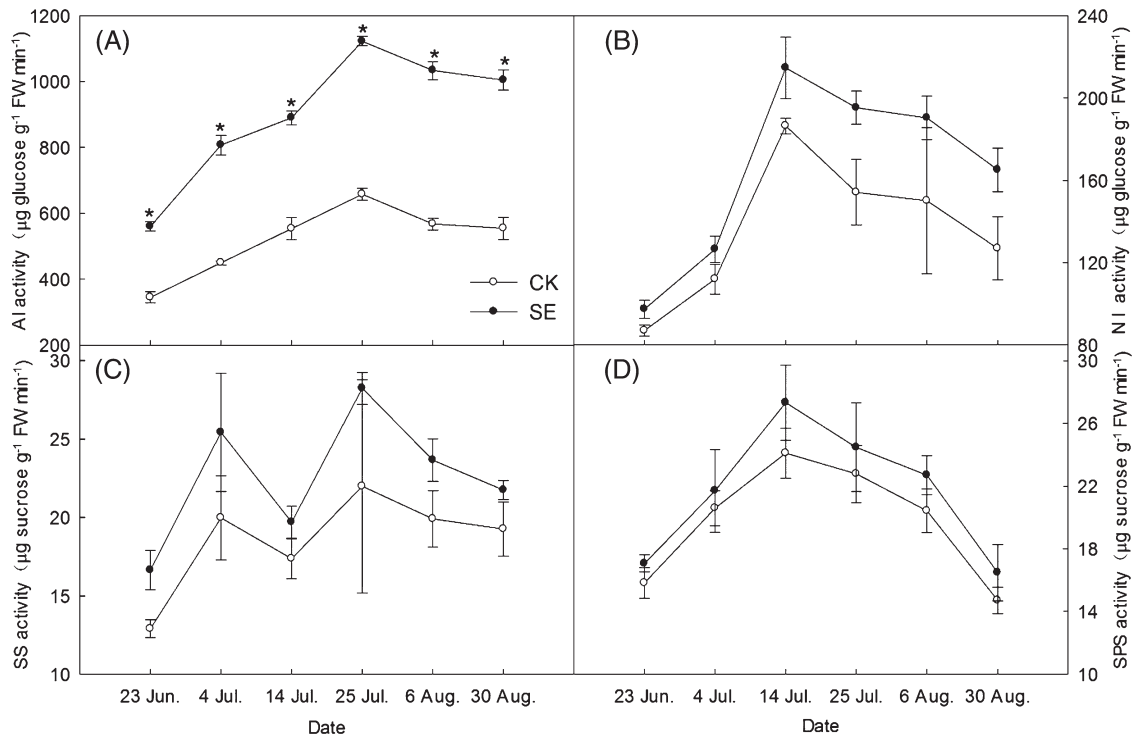 (A)
AI activity（μg glucose g-1 FW min-1)
1200
1000
800
600
400
200
*
*
*
*
*
*
CK
SE
(B)
240
200
160
120
80
N I activity（μg glucose g-1 FW min-1)
(C)
SS activity（μg sucrose g-1 FW min-1)
30
25
20
15
10
23 Jun. 4 Jul. 14 Jul. 25 Jul. 6 Aug. 30 Aug.
Date
(D)
30
26
22
18
14
10
SPS activity（μg sucrose g-1 FW min-1)
23 Jun. 4 Jul. 14 Jul. 25 Jul. 6 Aug. 30 Aug.
Date